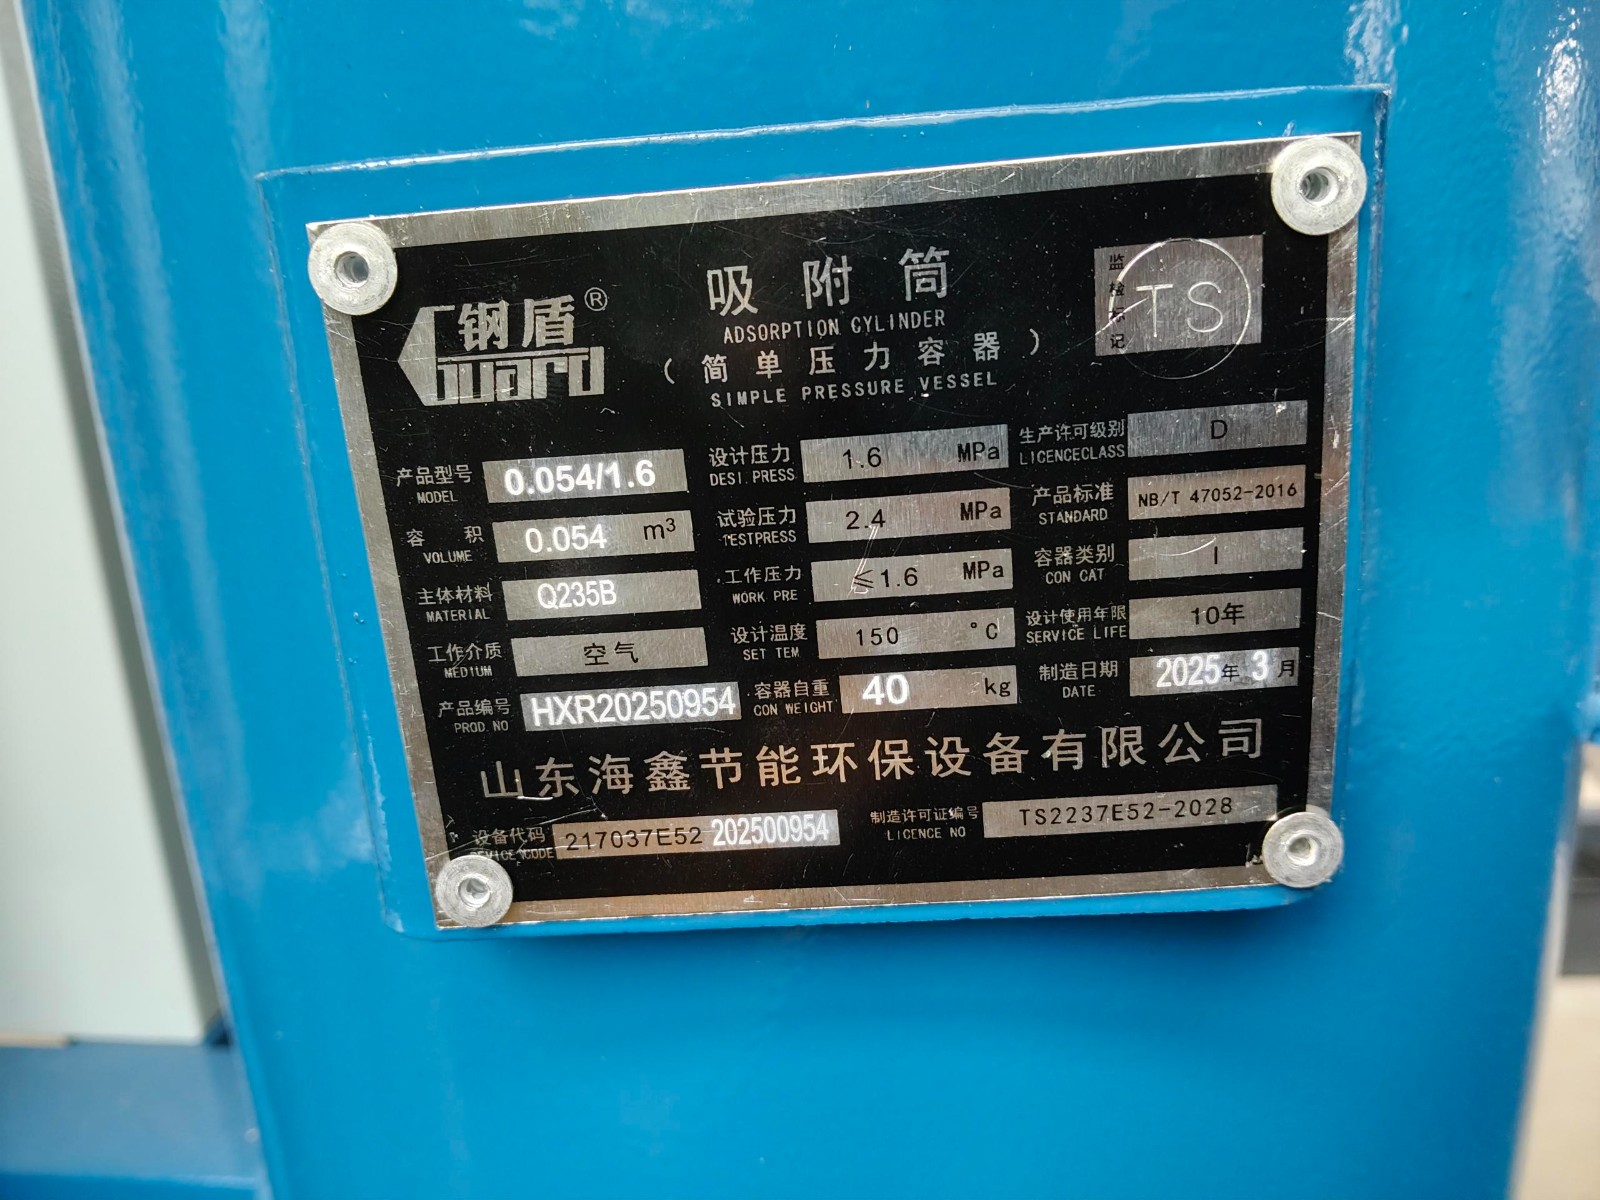 钢盾®
Guard
吸附筒
ADSORPTION CYLINDER
（简单压力容器）
SIMPLE PRESSURE VESSEL
监检标记
TS
产品型号 0.054/1.6
MODEL
容积 0.054 m³
VOLUME
主体材料 Q235B
MATERIAL
工作介质 空气
MEDIUM
产品编号 HXR20250954
PROD.NO
设计压力 1.6 MPa
DESI.PRESS
试验压力 2.4 MPa
TESTPRESS
工作压力 ≤1.6 MPa
WORK PRE
设计温度 150 °C
SET TEM
容器自重 40 kg
CON WEIGHT
生产许可级别 D
LICENCECLASS
产品标准 NB/T 47052-2016
STANDARD
容器类别 I
CON CAT
设计使用年限 10年
SERVICE LIFE
制造日期 2025年3月
DATE
山东海鑫节能环保设备有限公司
设备代码 217037E52 202500954
DEVICE CODE
制造许可证编号 TS2237E52-2028
LICENCE NO